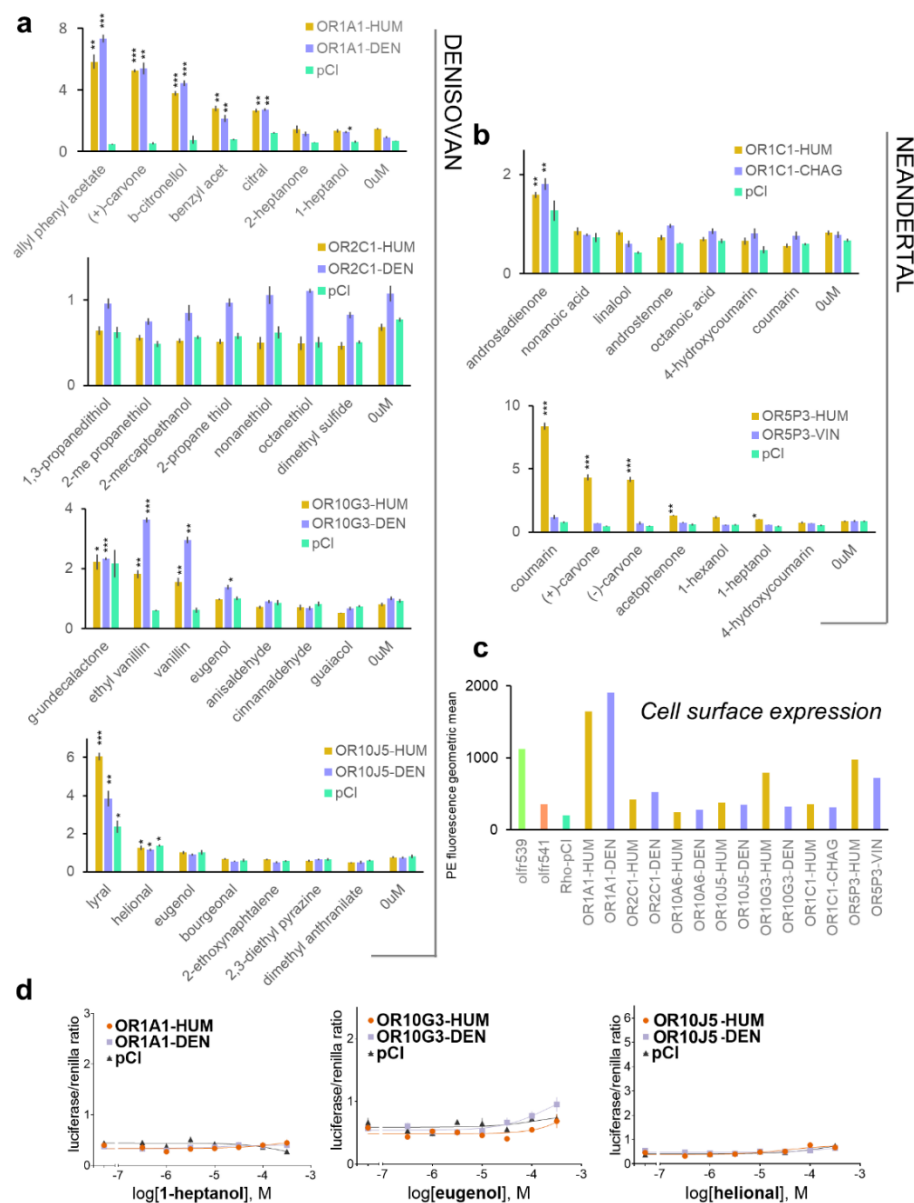 a
OR1A1-HUM
OR1A1-DEN
pCI
8
4
0
** *** *** ** *** *** ** ** ** ** *
allyl phenyl acetate
(+)-carvone
b-citronellol
benzyl acet
citral
2-heptanone
1-heptanol
0uM
OR2C1-HUM
OR2C1-DEN
pCI
1
0
1,3-propanedithiol
2-me propanethiol
2-mercaptoethanol
2-propane thiol
nonanethiol
octanethiol
dimethyl sulfide
0uM
OR10G3-HUM
OR10G3-DEN
pCI
4
2
0
* *** ** *** ** ** *
g-undecalactone
ethyl vanillin
vanillin
eugenol
anisaldehyde
cinnamaldehyde
guaiacol
0uM
OR10J5-HUM
OR10J5-DEN
pCI
6
4
2
0
*** ** * * * *
lyral
helional
eugenol
bourgeonal
2-ethoxynaphtalene
2,3-diethyl pyrazine
dimethyl anthranilate
0uM
DENISOVAN
b
OR1C1-HUM
OR1C1-CHAG
pCI
2
0
** **
androstadienone
nonanoic acid
linalool
androstenone
octanoic acid
4-hydroxycoumarin
coumarin
0uM
OR5P3-HUM
OR5P3-VIN
pCI
10
5
0
*** *** *** ** *
coumarin
(+)-carvone
(-)-carvone
acetophenone
1-hexanol
1-heptanol
4-hydroxycoumarin
0uM
NEANDERTAL
c
Cell surface expression
PE fluorescence geometric mean
2000
1000
0
olfr539
olfr541
Rho-pCI
OR1A1-HUM
OR1A1-DEN
OR2C1-HUM
OR2C1-DEN
OR10A6-HUM
OR10A6-DEN
OR10J5-HUM
OR10J5-DEN
OR10G3-HUM
OR10G3-DEN
OR1C1-HUM
OR1C1-CHAG
OR5P3-HUM
OR5P3-VIN
d
OR1A1-HUM
OR1A1-DEN
pCI
luciferase/renilla ratio
3
2
1
0
-7 -6 -5 -4 -3
log[1-heptanol], M
OR10G3-HUM
OR10G3-DEN
pCI
luciferase/renilla ratio
2
1
0
-7 -6 -5 -4 -3
log[eugenol], M
OR10J5-HUM
OR10J5-DEN
pCI
luciferase/renilla ratio
6
5
4
3
2
1
0
-7 -6 -5 -4 -3
log[helional], M